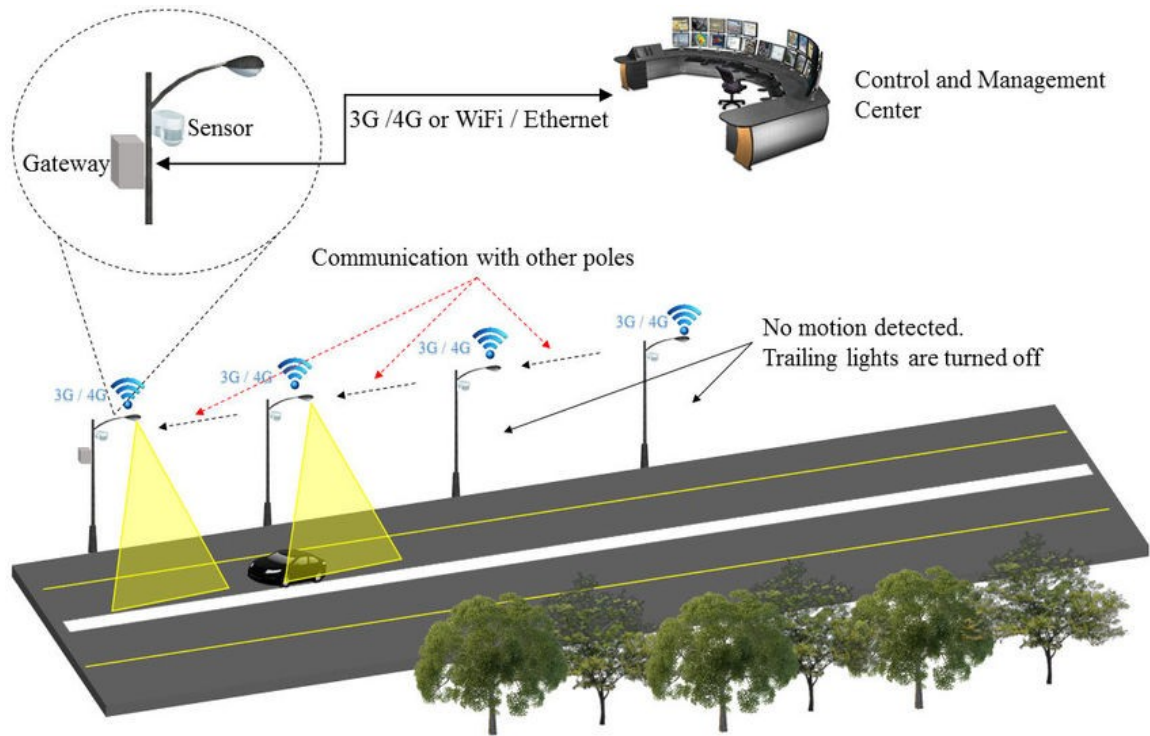 Control and Management
Center
3G /4G or WiFi / Ethernet
Sensor
Gateway
Communication with other poles
3G / 4G
No motion detected.
Trailing lights are turned off
3G / 4G
3G / 4G
3G / 4G